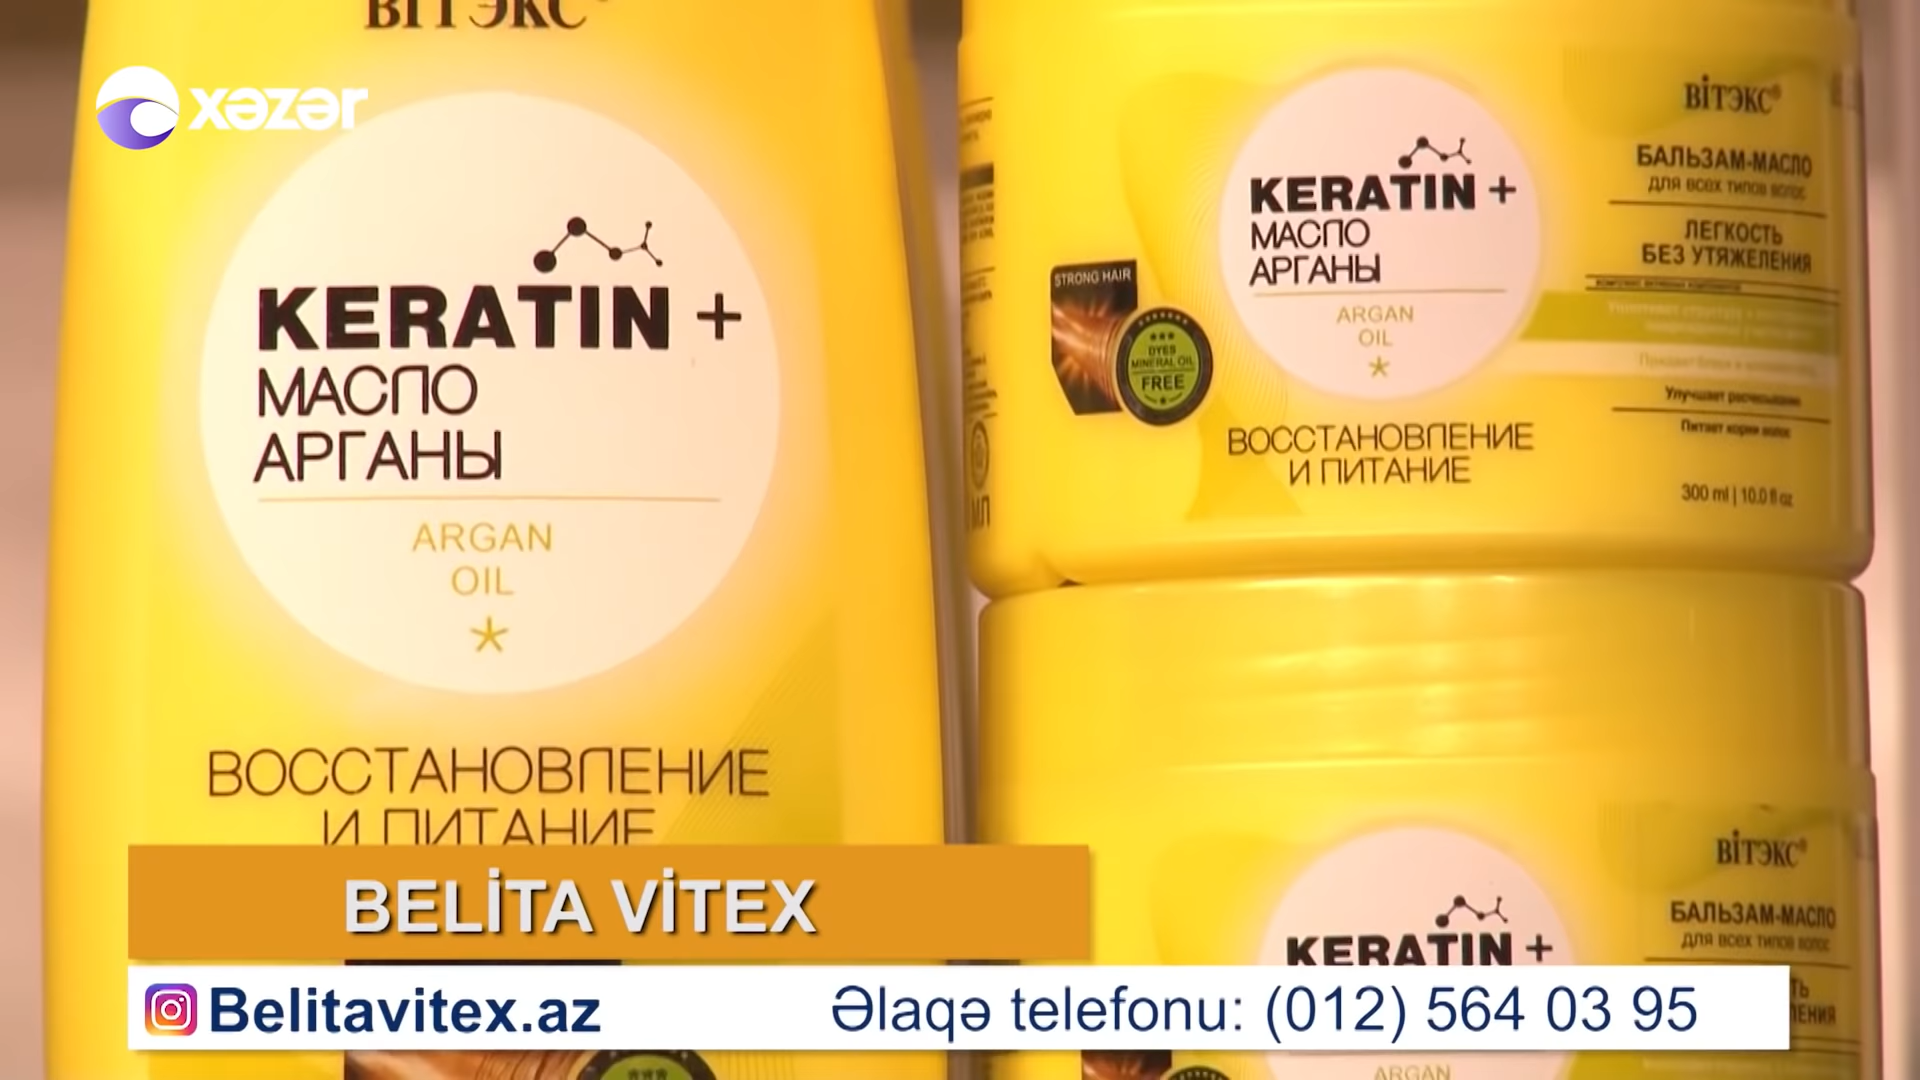 xəzər
ВІТЭКС
KERATIN +
МАСЛО
АРГАНЫ
ARGAN
OIL
ВОССТАНОВЛЕНИЕ
И ПИТАНИЕ
ВІТЭКС®
БАЛЬЗАМ-МАСЛО
для всех типов волос
ЛЕГКОСТЬ
БЕЗ УТЯЖЕЛЕНИЯ
KERATIN +
МАСЛО
АРГАНЫ
ARGAN
OIL
STRONG HAIR
DYES
MINERAL OIL
FREE
Улучшает расчесывание
Питает корни волос
ВОССТАНОВЛЕНИЕ
И ПИТАНИЕ
300 ml | 10.0 fl oz
ВІТЭКС®
БАЛЬЗАМ-МАСЛО
для всех типов волос
KERATIN +
ARGAN
BELİTA VİTEX
Belitavitex.az
Əlaqə telefonu: (012) 564 03 95